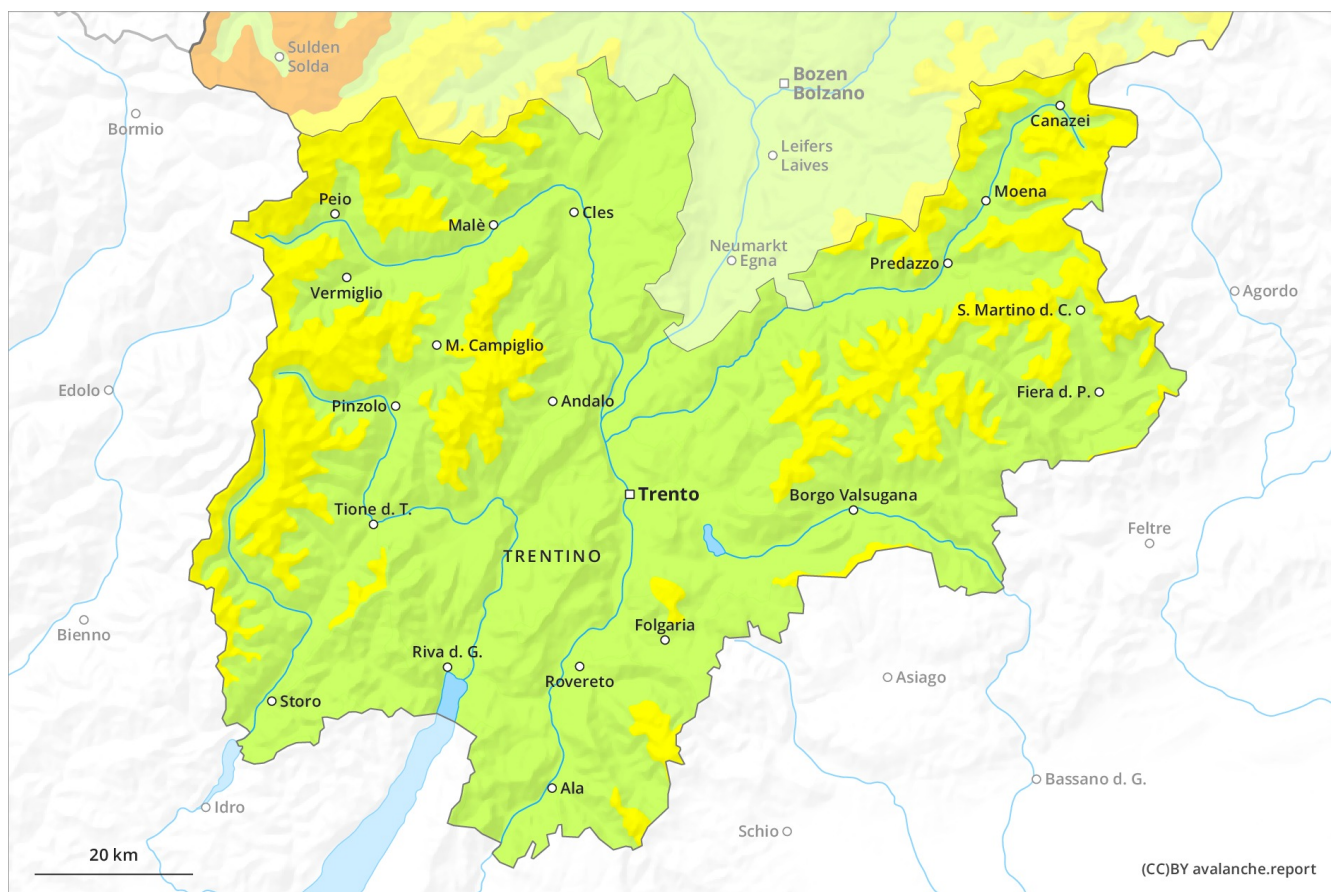 Sulden
Solda
Bozen
Bolzano
Bormio
Canazei
Leifers
Laives
Peio
Moena
Malè
Cles
Neumarkt
Egna
Predazzo
Vermiglio
Agordo
S. Martino d. C.
M. Campiglio
Edolo
Fiera d. P.
Pinzolo
Andalo
Trento
Borgo Valsugana
Tione d. T.
Feltre
TRENTINO
Bienno
Folgaria
Riva d. G.
Rovereto
Asiago
Storo
Bassano d. G.
Ala
Idro
Schio
20 km
(CC)BY avalanche.report